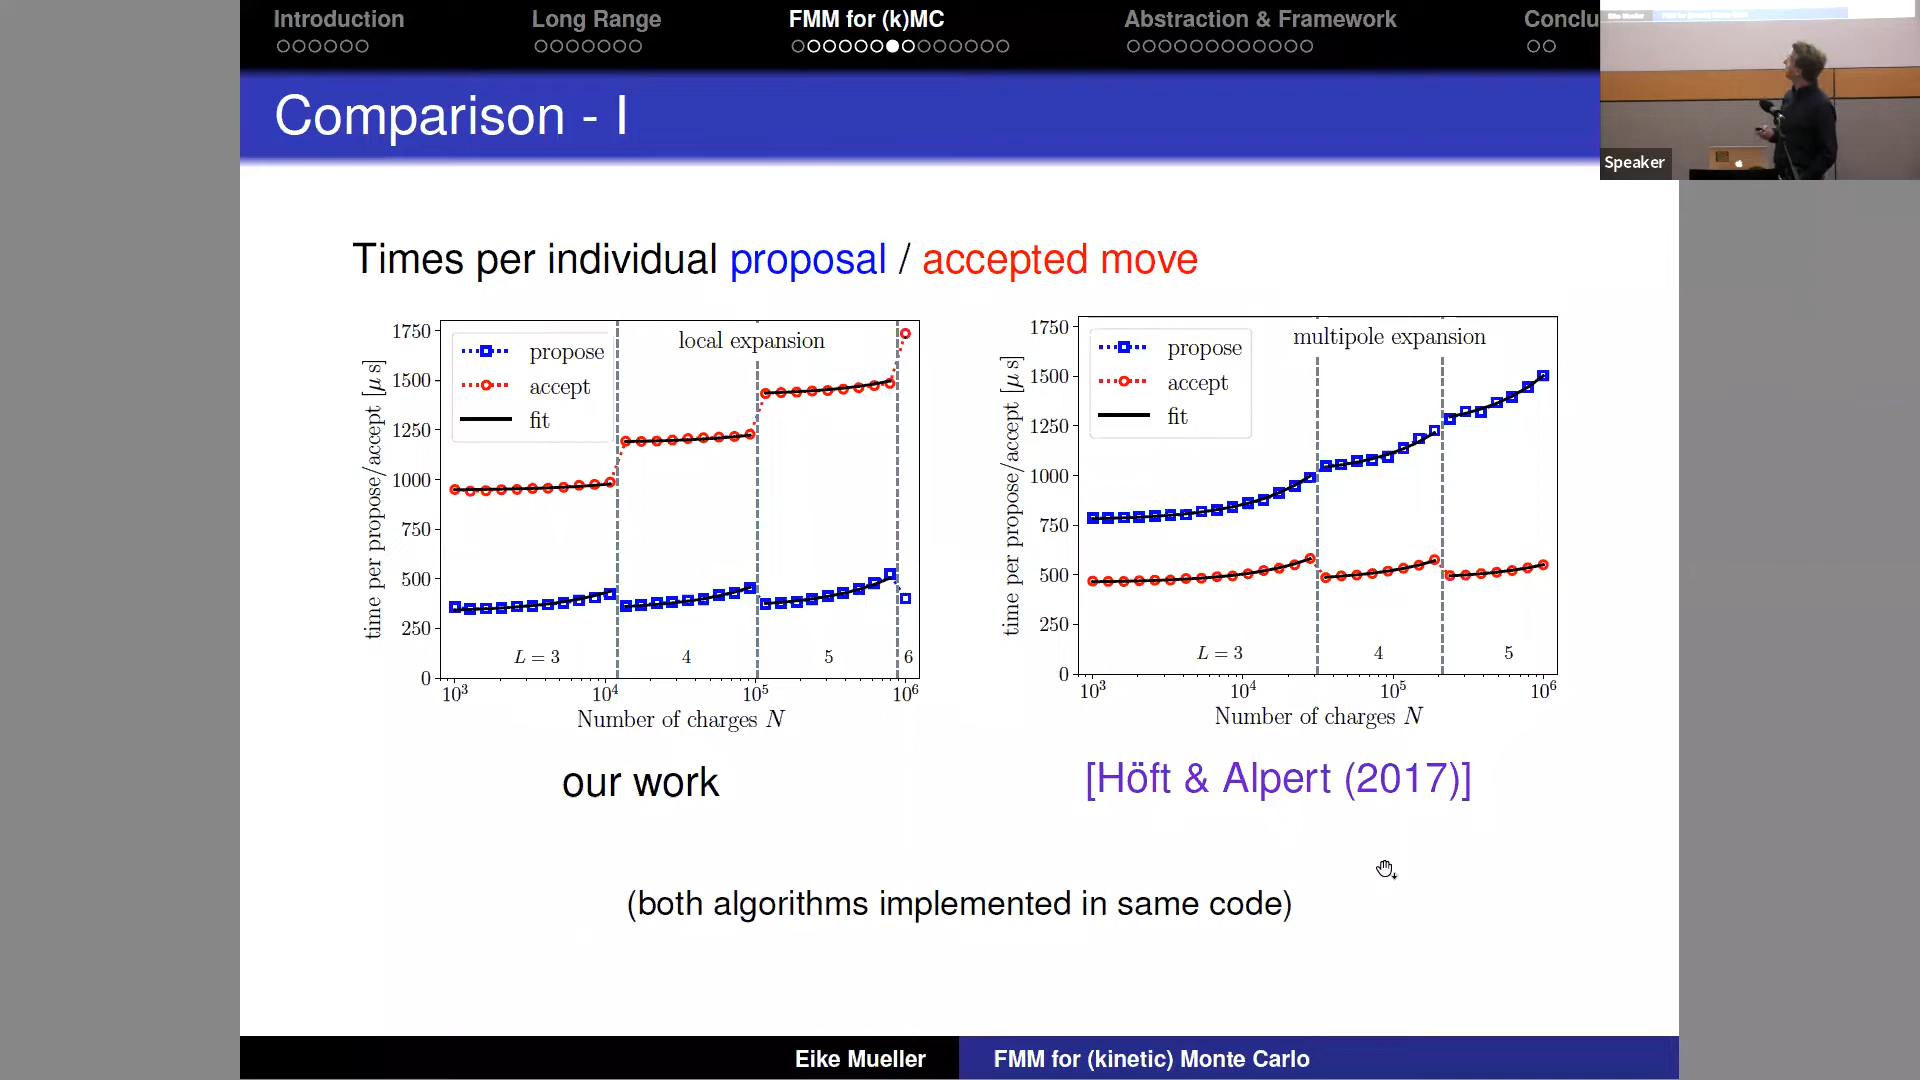 Introduction
Long Range
FMM for (k)MC
Abstraction & Framework
Conclu
Comparison - I
Speaker
Times per individual proposal / accepted move
1750
1500
1250
1000
750
500
250
0
time per propose/accept [μs]
propose
accept
fit
local expansion
L = 3
4
5
6
10³
10⁴
10⁵
10⁶
Number of charges N
our work
1750
1500
1250
1000
750
500
250
0
time per propose/accept [μs]
propose
accept
fit
multipole expansion
L = 3
4
5
10³
10⁴
10⁵
10⁶
Number of charges N
[Höft & Alpert (2017)]
(both algorithms implemented in same code)
Eike Mueller
FMM for (kinetic) Monte Carlo